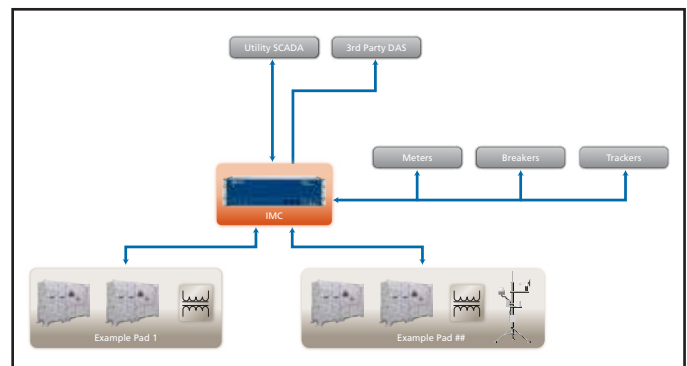 Utility SCADA
3rd Party DAS
Meters
Breakers
Trackers
IMC
Example Pad 1
Example Pad ##